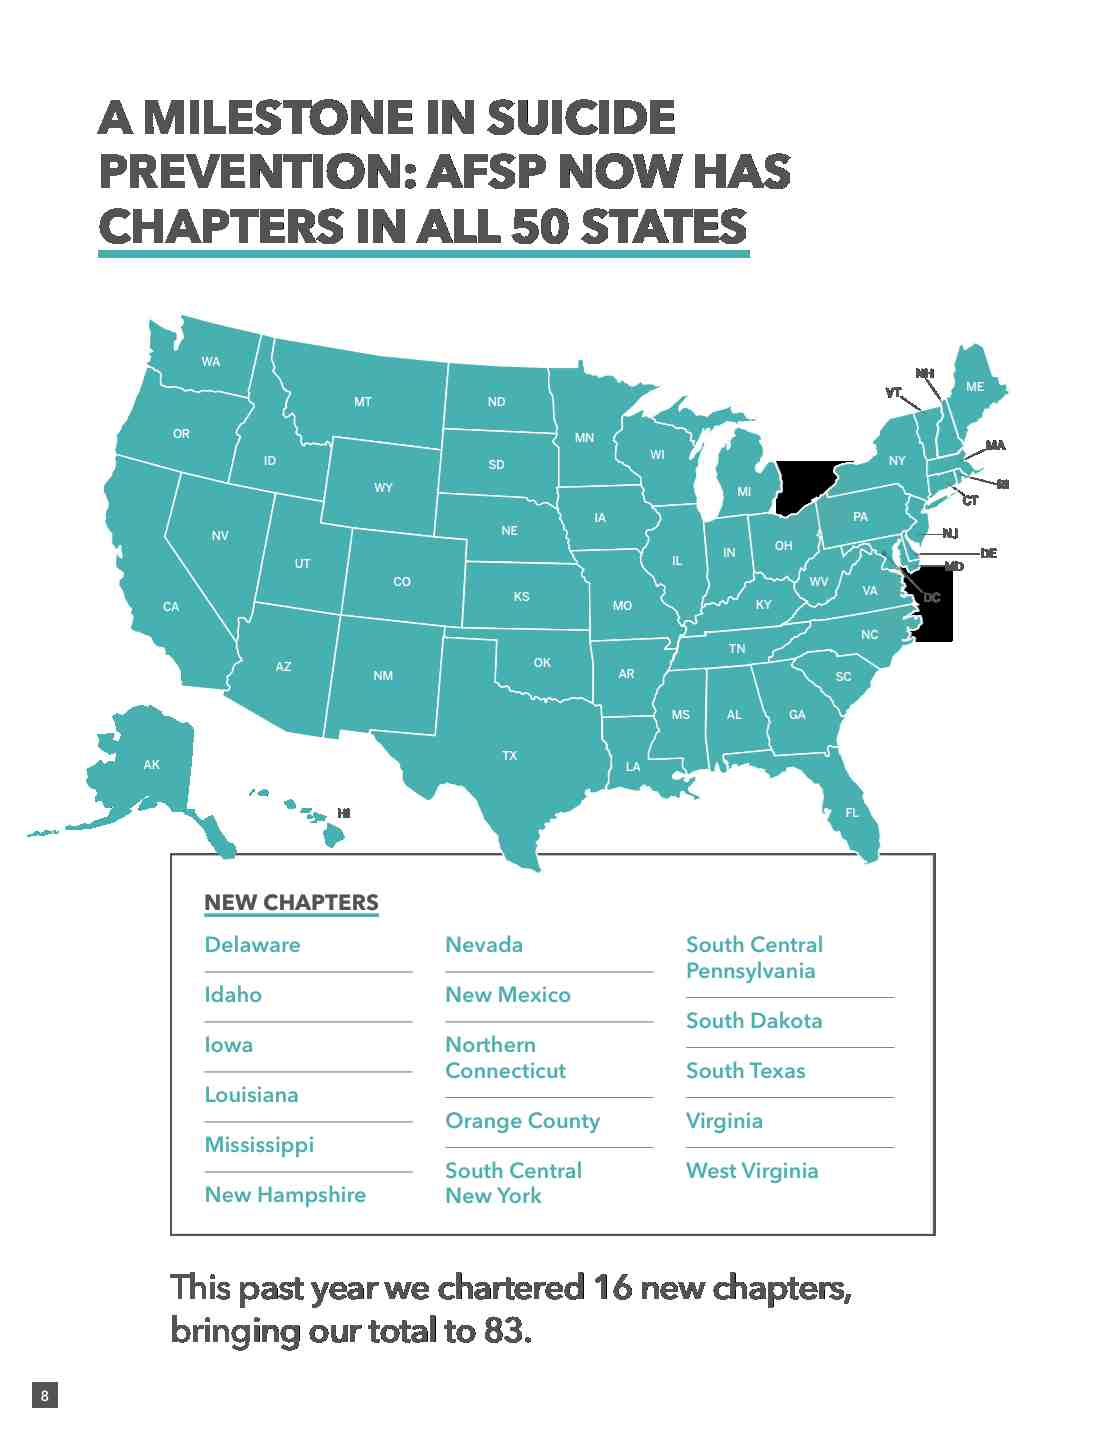 A MILESTONE IN SUICIDE
PREVENTION: AFSP NOW HAS
CHAPTERS IN ALL 50 STATES
WA
OR
ID
MT
ND
MN
WI
MI
NH
VT
ME
MA
RI
CT
NY
PA
NJ
DE
MD
DC
SD
WY
NE
IA
IL
IN
OH
WV
VA
NV
UT
CO
KS
MO
KY
NC
CA
AZ
NM
OK
AR
TN
SC
MS
AL
GA
TX
LA
FL
AK
HI
NEW CHAPTERS
Delaware
Idaho
Iowa
Louisiana
Mississippi
New Hampshire
Nevada
New Mexico
Northern
Connecticut
Orange County
South Central
New York
South Central
Pennsylvania
South Dakota
South Texas
Virginia
West Virginia
This past year we chartered 16 new chapters,
bringing our total to 83.
8